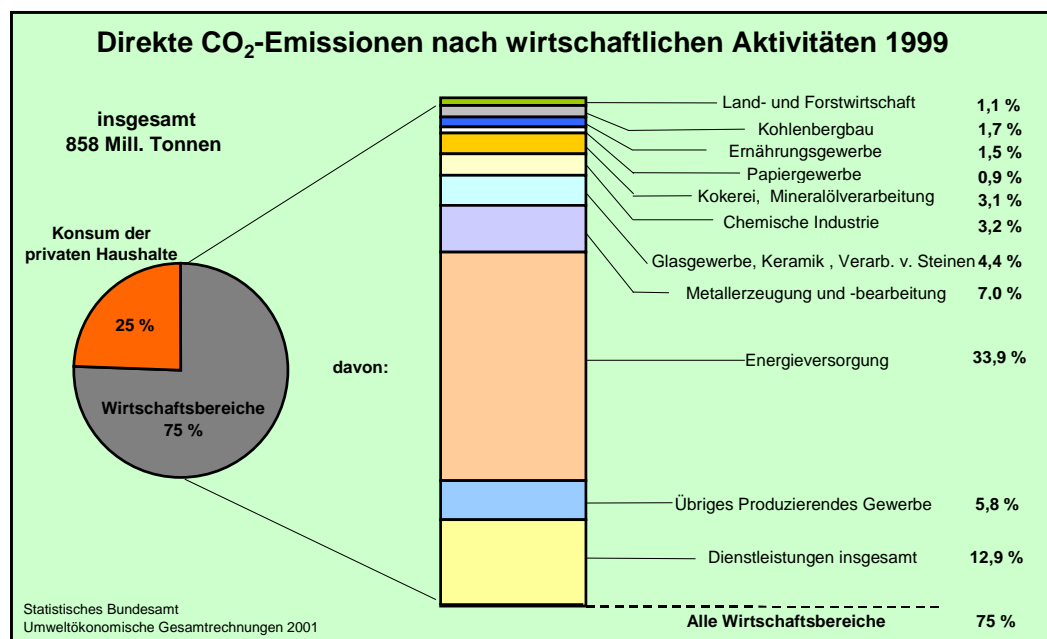 Direkte CO₂-Emissionen nach wirtschaftlichen Aktivitäten 1999
insgesamt
858 Mill. Tonnen
Konsum der
privaten Haushalte
25 %
Wirtschaftsbereiche
75 %
davon:
Land- und Forstwirtschaft 1,1 %
Kohlenbergbau 1,7 %
Ernährungsgewerbe 1,5 %
Papiergewerbe 0,9 %
Kokerei, Mineralölverarbeitung 3,1 %
Chemische Industrie 3,2 %
Glasgewerbe, Keramik , Verarb. v. Steinen 4,4 %
Metallerzeugung und -bearbeitung 7,0 %
Energieversorgung 33,9 %
Übriges Produzierendes Gewerbe 5,8 %
Dienstleistungen insgesamt 12,9 %
Alle Wirtschaftsbereiche 75 %
Statistisches Bundesamt
Umweltökonomische Gesamtrechnungen 2001